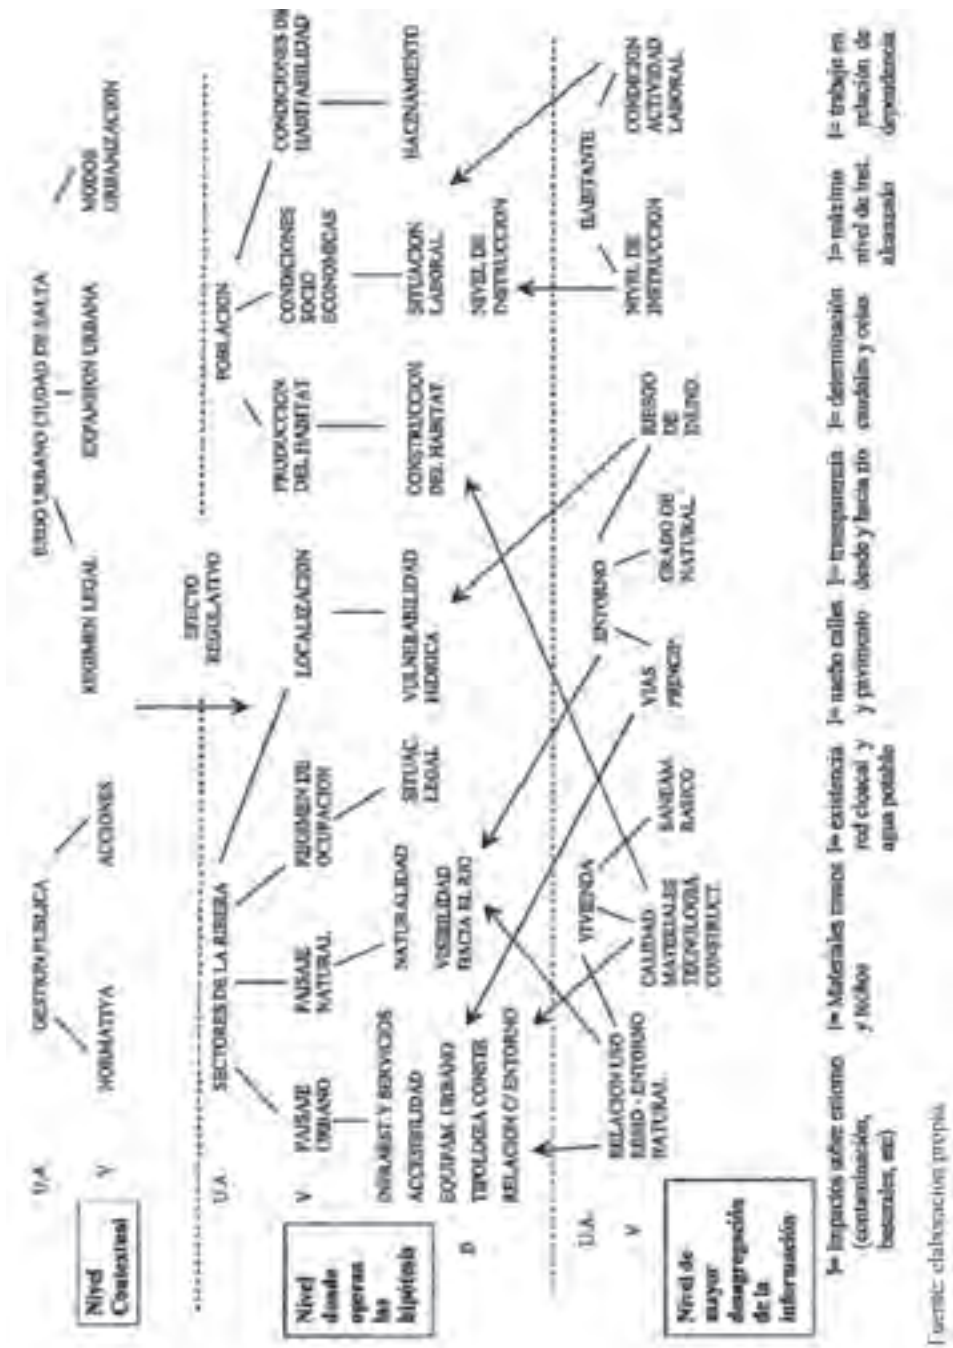 U.A.
GESTION PUBLICA
EJIDO URBANO CIUDAD DE SALTA
Nivel
Contextual
V
NORMATIVA
ACCIONES
REGIMEN LEGAL
EXPANSION URBANA
MODOS
URBANIZACION
EFECTO
REGULATIVO
U.A.
SECTORES DE LA RIBERA
POBLACION
Nivel
donde
operan
las
hipótesis
V
PAISAJE
URBANO
PAISAJE
NATURAL
REGIMEN DE
OCUPACION
LOCALIZACION
PRODUCCION
DEL HABITAT
CONDICIONES
SOCIO
ECONOMICAS
CONDICIONES DE
HABITABILIDAD
D
INFRAEST. Y SERVICIOS
ACCESIBILIDAD
EQUIPAM. URBANO
TIPOLOGIA CONSTR
RELACION C/ ENTORNO
NATURALIDAD
VISIBILIDAD
HACIA EL RIO
SITUAC.
LEGAL
VULNERABILIDAD
HIDRICA
CONSTRUCCION
DEL HABITAT
SITUACION
LABORAL
NIVEL DE
INSTRUCCION
HACINAMIENTO
U.A.
VIVIENDA
ENTORNO
HABITANTE
V
Nivel de
mayor
desagregación
de la
información
RELACION USO
RESID - ENTORNO
NATURAL
CALIDAD
MATERIALES
TECNOLOGIA
CONSTRUCT.
SANEAM.
BASICO
VIAS
PRINCIP.
GRADO DE
NATURAL.
RIESGO
DE
INUND.
NIVEL DE
INSTRUCCION
CONDICION
ACTIVIDAD
LABORAL
I= Impactos sobre entorno
(contaminación,
basurales, etc)
I= Materiales muros
y techos
I= existencia
red cloacal y
agua potable
I= ancho calles
y pavimento
I= transparencia
desde y hacia río
I= determinación
caudales y cotas
I= máximo
nivel de inst.
alcanzado
I= trabajo en
relación de
dependencia
Fuente: elaboración propia.